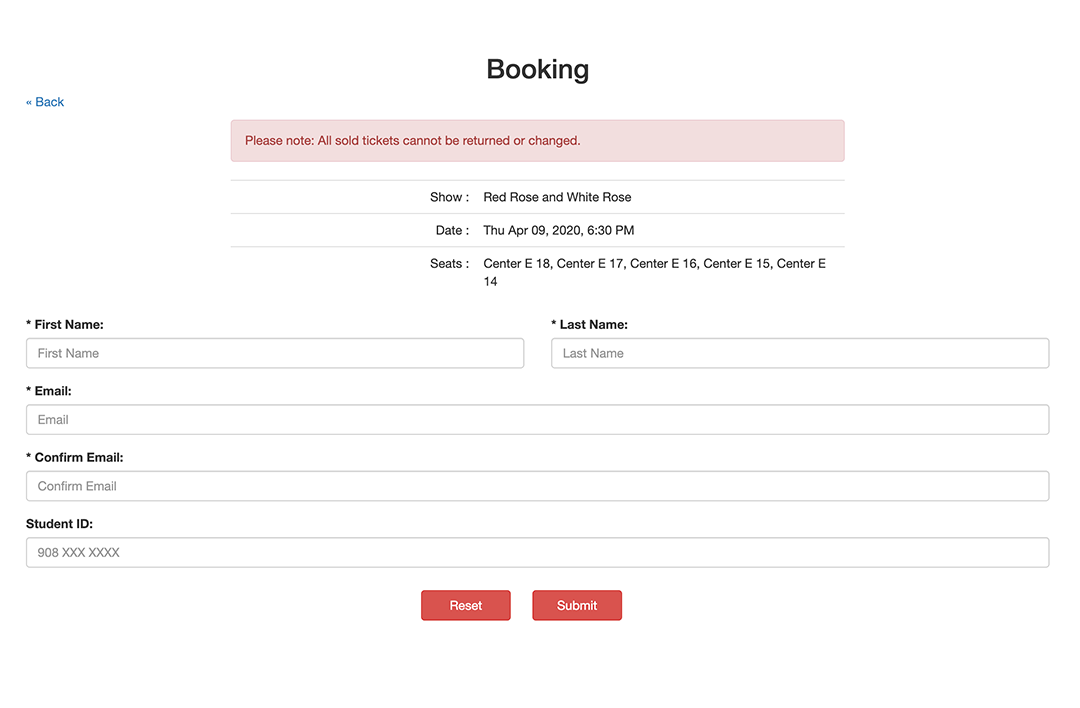 Booking
« Back
Please note: All sold tickets cannot be returned or changed.
Show : Red Rose and White Rose
Date : Thu Apr 09, 2020, 6:30 PM
Seats : Center E 18, Center E 17, Center E 16, Center E 15, Center E
14
* First Name: * Last Name:
First Name Last Name
* Email:
Email
* Confirm Email:
Confirm Email
Student ID:
908 XXX XXXX
Reset Submit